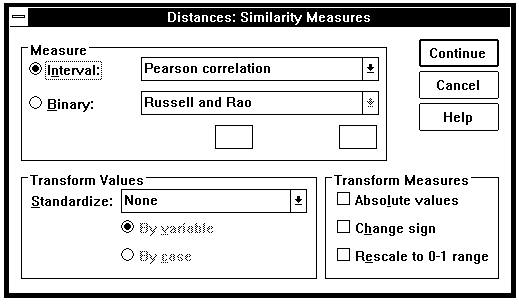 Distances: Similarity Measures
Measure
Interval: Pearson correlation
Binary: Russell and Rao
Continue
Cancel
Help
Transform Values
Standardize: None
By variable
By case
Transform Measures
Absolute values
Change sign
Rescale to 0-1 range